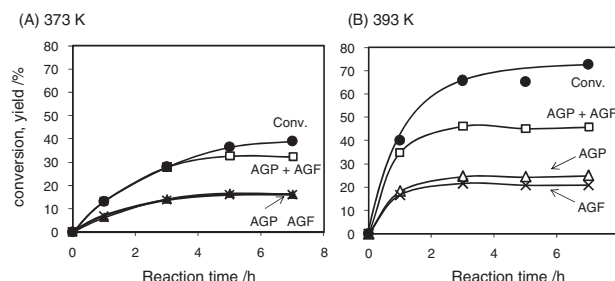 (A) 373 K
conversion, yield /%
80
70
60
50
40
30
20
10
0
0
2
4
6
8
Conv.
AGP + AGF
AGP AGF
Reaction time /h
(B) 393 K
80
70
60
50
40
30
20
10
0
0
2
4
6
8
Conv.
AGP + AGF
AGP
AGF
Reaction time /h